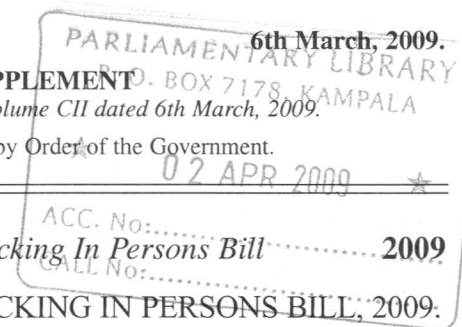 PARLIAMENTARY LIBRARY
6th March, 2009.
P.O. BOX 7178, KAMPALA
PPLEMENT
olume CII dated 6th March, 2009.
by Order of the Government.
02 APR 2009
ACC. No:
cking In Persons Bill 2009
CALL No:
CKING IN PERSONS BILL, 2009.